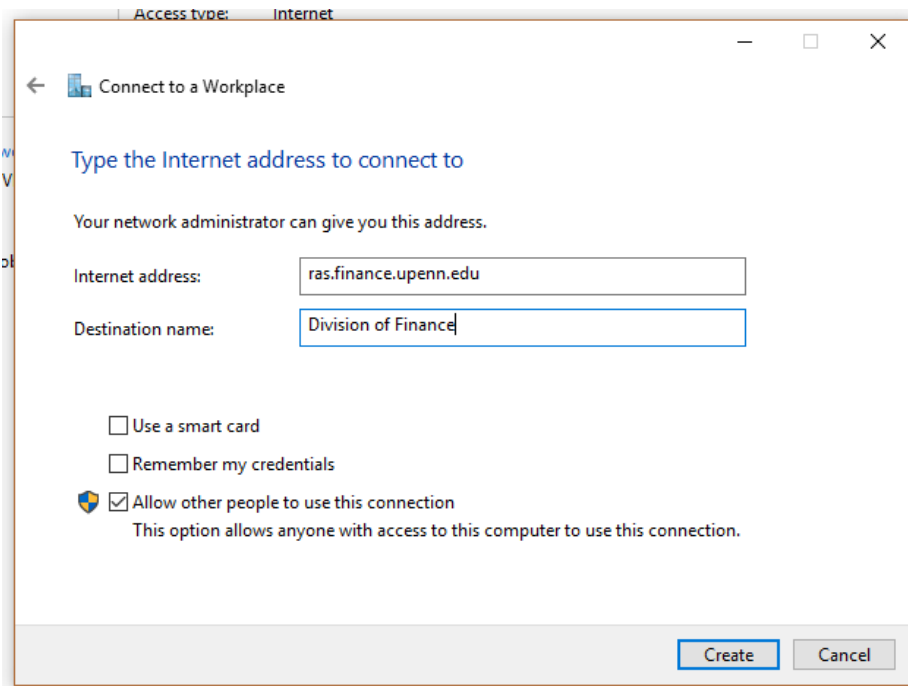 Access type: Internet
Connect to a Workplace
Type the Internet address to connect to
Your network administrator can give you this address.
Internet address: ras.finance.upenn.edu
Destination name: Division of Finance
Use a smart card
Remember my credentials
Allow other people to use this connection
This option allows anyone with access to this computer to use this connection.
Create Cancel